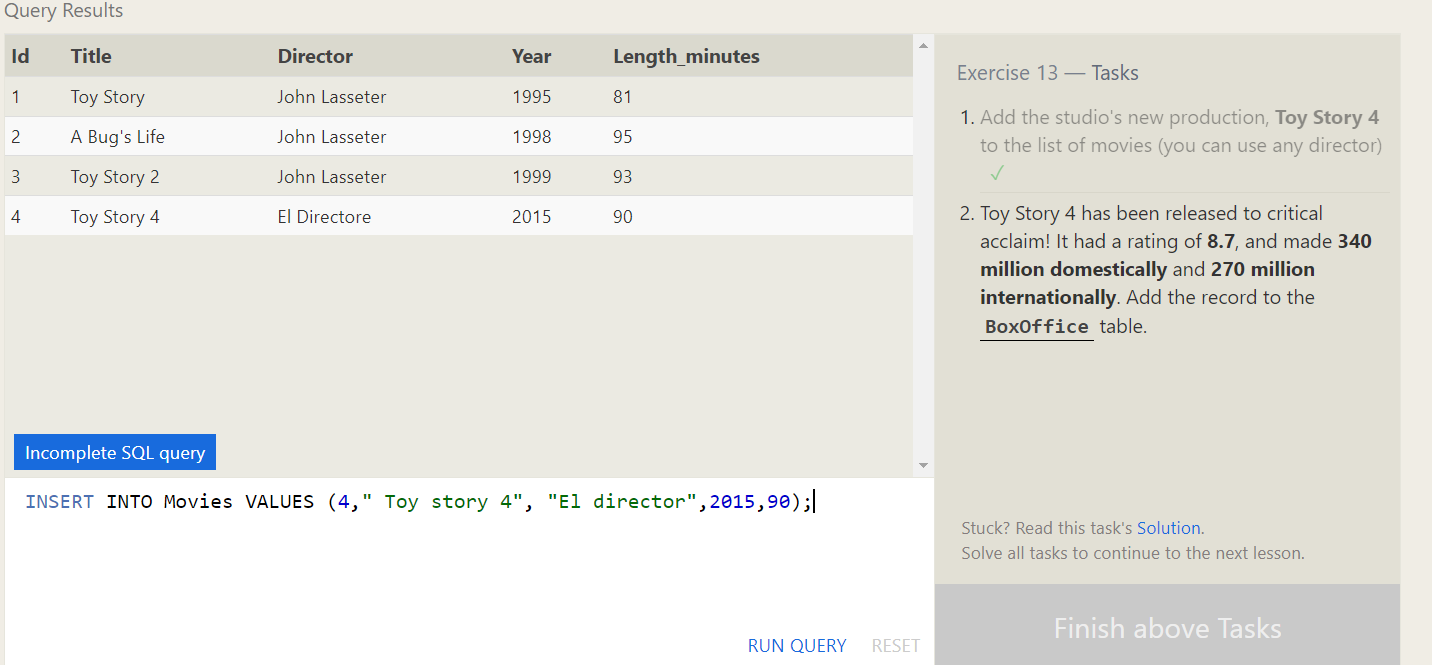 Query Results
Id Title Director Year Length_minutes
1 Toy Story John Lasseter 1995 81
2 A Bug's Life John Lasseter 1998 95
3 Toy Story 2 John Lasseter 1999 93
4 Toy Story 4 El Directore 2015 90
Incomplete SQL query
INSERT INTO Movies VALUES (4," Toy story 4", "El director",2015,90);
RUN QUERY RESET
Exercise 13 — Tasks
1. Add the studio's new production, Toy Story 4
to the list of movies (you can use any director)
✓
2. Toy Story 4 has been released to critical
acclaim! It had a rating of 8.7, and made 340
million domestically and 270 million
internationally. Add the record to the
BoxOffice table.
Stuck? Read this task's Solution.
Solve all tasks to continue to the next lesson.
Finish above Tasks